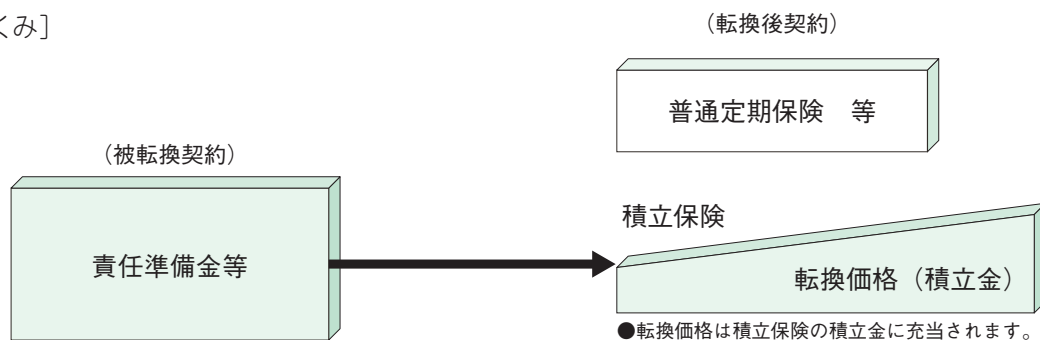 くみ]
（転換後契約）
普通定期保険　等
（被転換契約）
積立保険
責任準備金等
転換価格（積立金）
●転換価格は積立保険の積立金に充当されます。